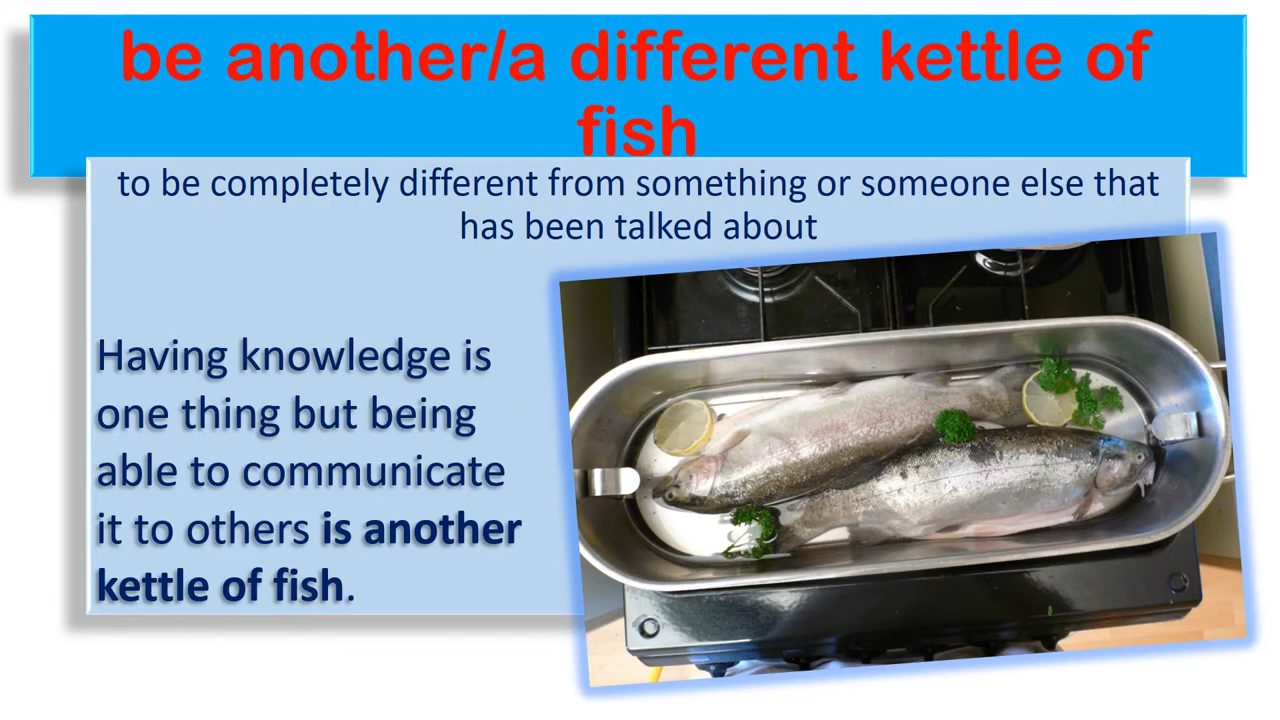 be another/a different kettle of
fish
to be completely different from something or someone else that
has been talked about
Having knowledge is
one thing but being
able to communicate
it to others is another
kettle of fish.